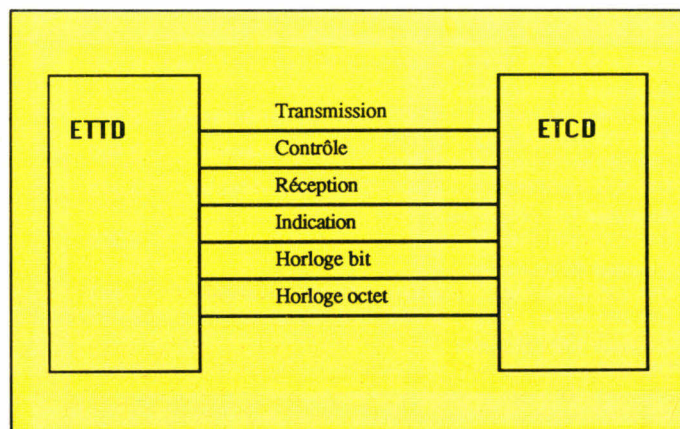 ETTD
ETCD
Transmission
Contrôle
Réception
Indication
Horloge bit
Horloge octet